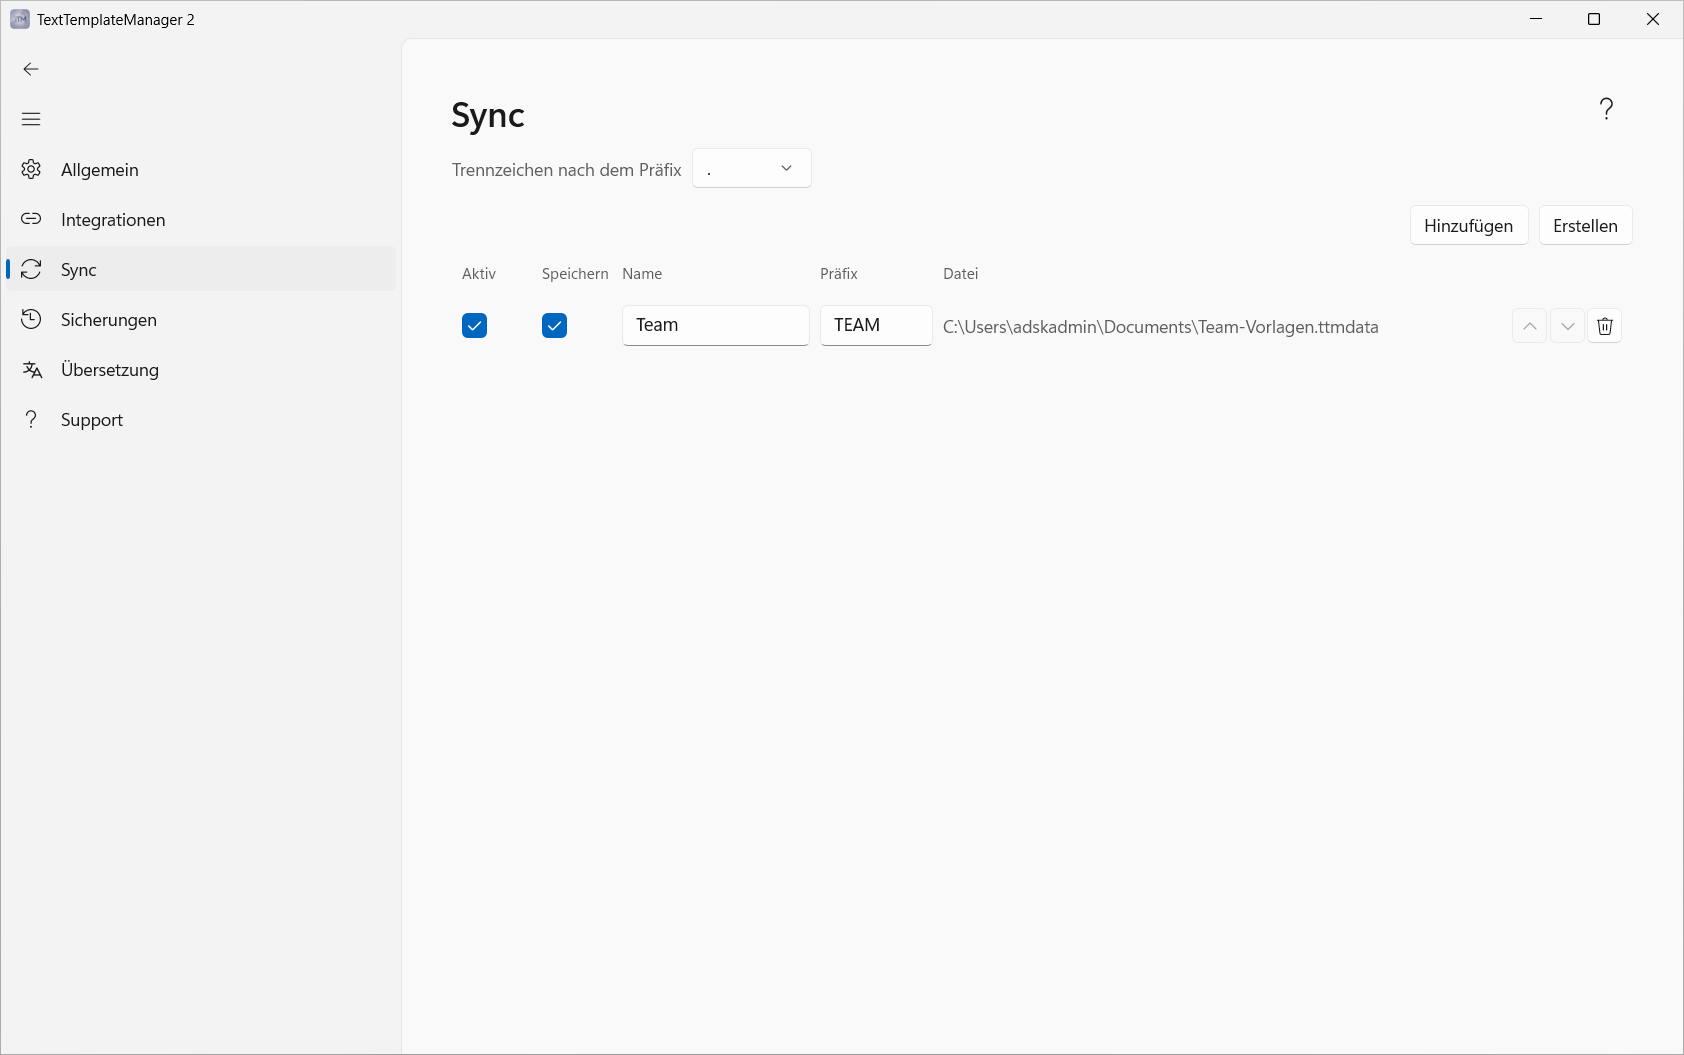 TextTemplateManager 2
Allgemein
Integrationen
Sync
Sicherungen
Übersetzung
Support
Sync
?
Trennzeichen nach dem Präfix .
Hinzufügen Erstellen
Aktiv Speichern Name Präfix Datei
Team TEAM C:\Users\adskadmin\Documents\Team-Vorlagen.ttmdata